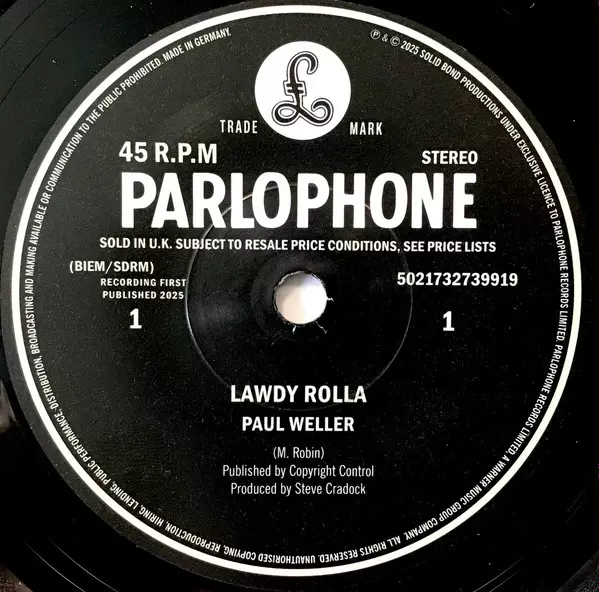 TRADE MARK
45 R.P.M STEREO
PARLOPHONE
SOLD IN U.K. SUBJECT TO RESALE PRICE CONDITIONS, SEE PRICE LISTS
(BIEM/SDRM) 5021732739919
RECORDING FIRST
PUBLISHED 2025
1 1
LAWDY ROLLA
PAUL WELLER
(M. Robin)
Published by Copyright Control
Produced by Steve Cradock
℗ & © 2025 SOLID BOND PRODUCTIONS UNDER EXCLUSIVE LICENCE TO PARLOPHONE RECORDS LIMITED. PARLOPHONE RECORDS LIMITED, A WARNER MUSIC GROUP COMPANY. ALL RIGHTS RESERVED. UNAUTHORISED COPYING, REPRODUCTION, HIRING, LENDING, PUBLIC PERFORMANCE, DISTRIBUTION, BROADCASTING AND MAKING AVAILABLE OR COMMUNICATION TO THE PUBLIC PROHIBITED. MADE IN GERMANY.